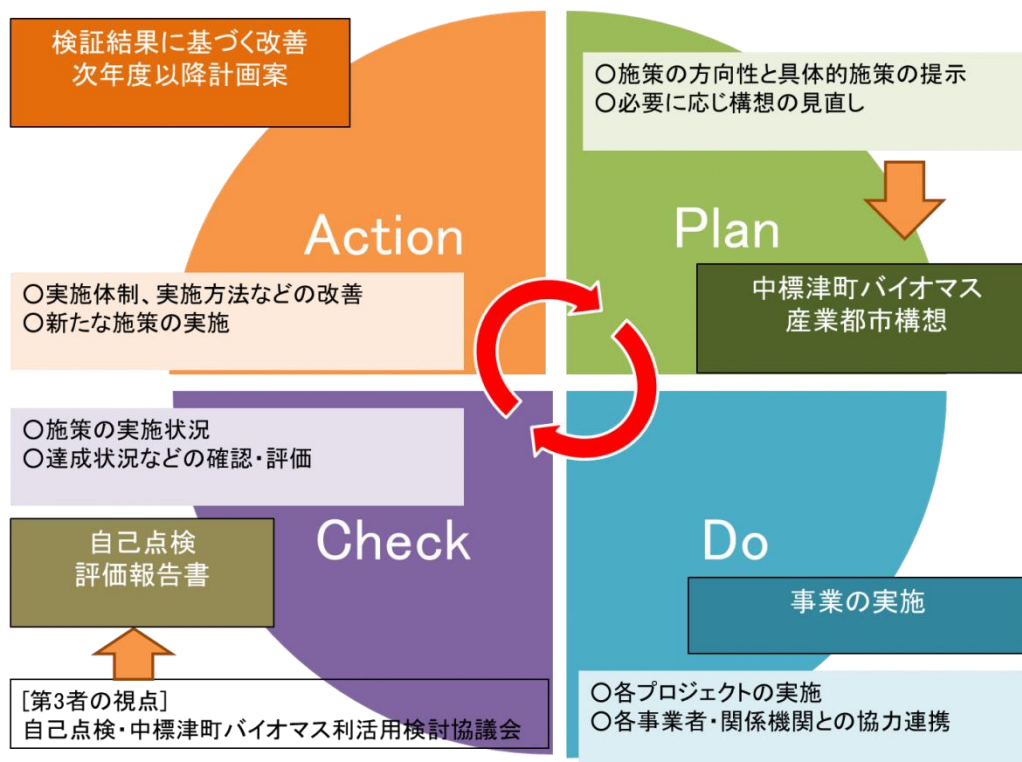 検証結果に基づく改善
次年度以降計画案
Action
〇実施体制、実施方法などの改善
〇新たな施策の実施
〇施策の方向性と具体的施策の提示
〇必要に応じ構想の見直し
Plan
中標津町バイオマス
産業都市構想
〇施策の実施状況
〇達成状況などの確認・評価
Check
自己点検
評価報告書
[第3者の視点]
自己点検・中標津町バイオマス利活用検討協議会
Do
事業の実施
〇各プロジェクトの実施
〇各事業者・関係機関との協力連携